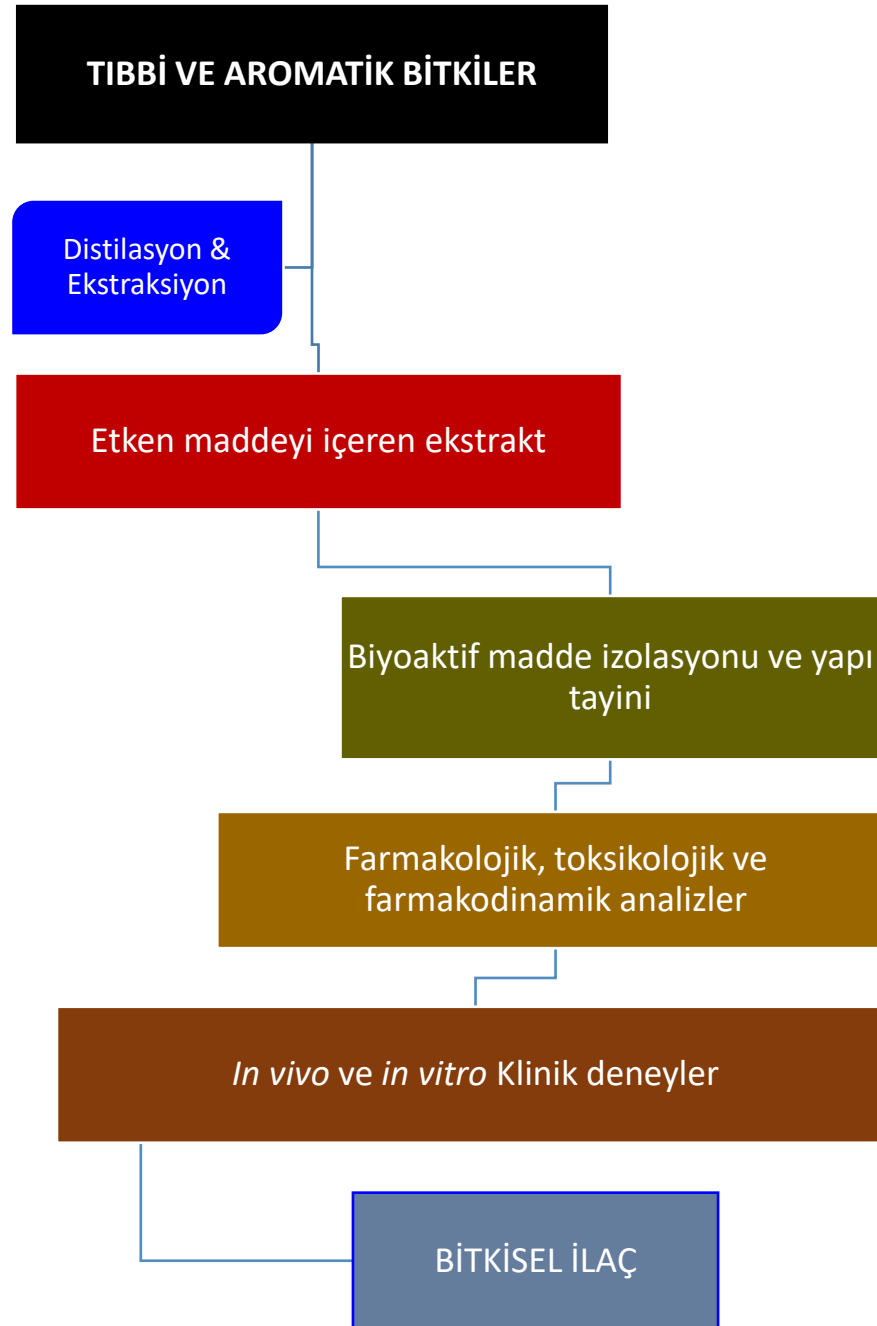 TIBBİ VE AROMATİK BİTKİLER
Distilasyon &
Ekstraksiyon
Etken maddeyi içeren ekstrakt
Biyoaktif madde izolasyonu ve yapı
tayini
Farmakolojik, toksikolojik ve
farmakodinamik analizler
In vivo ve in vitro Klinik deneyler
BİTKİSEL İLAÇ